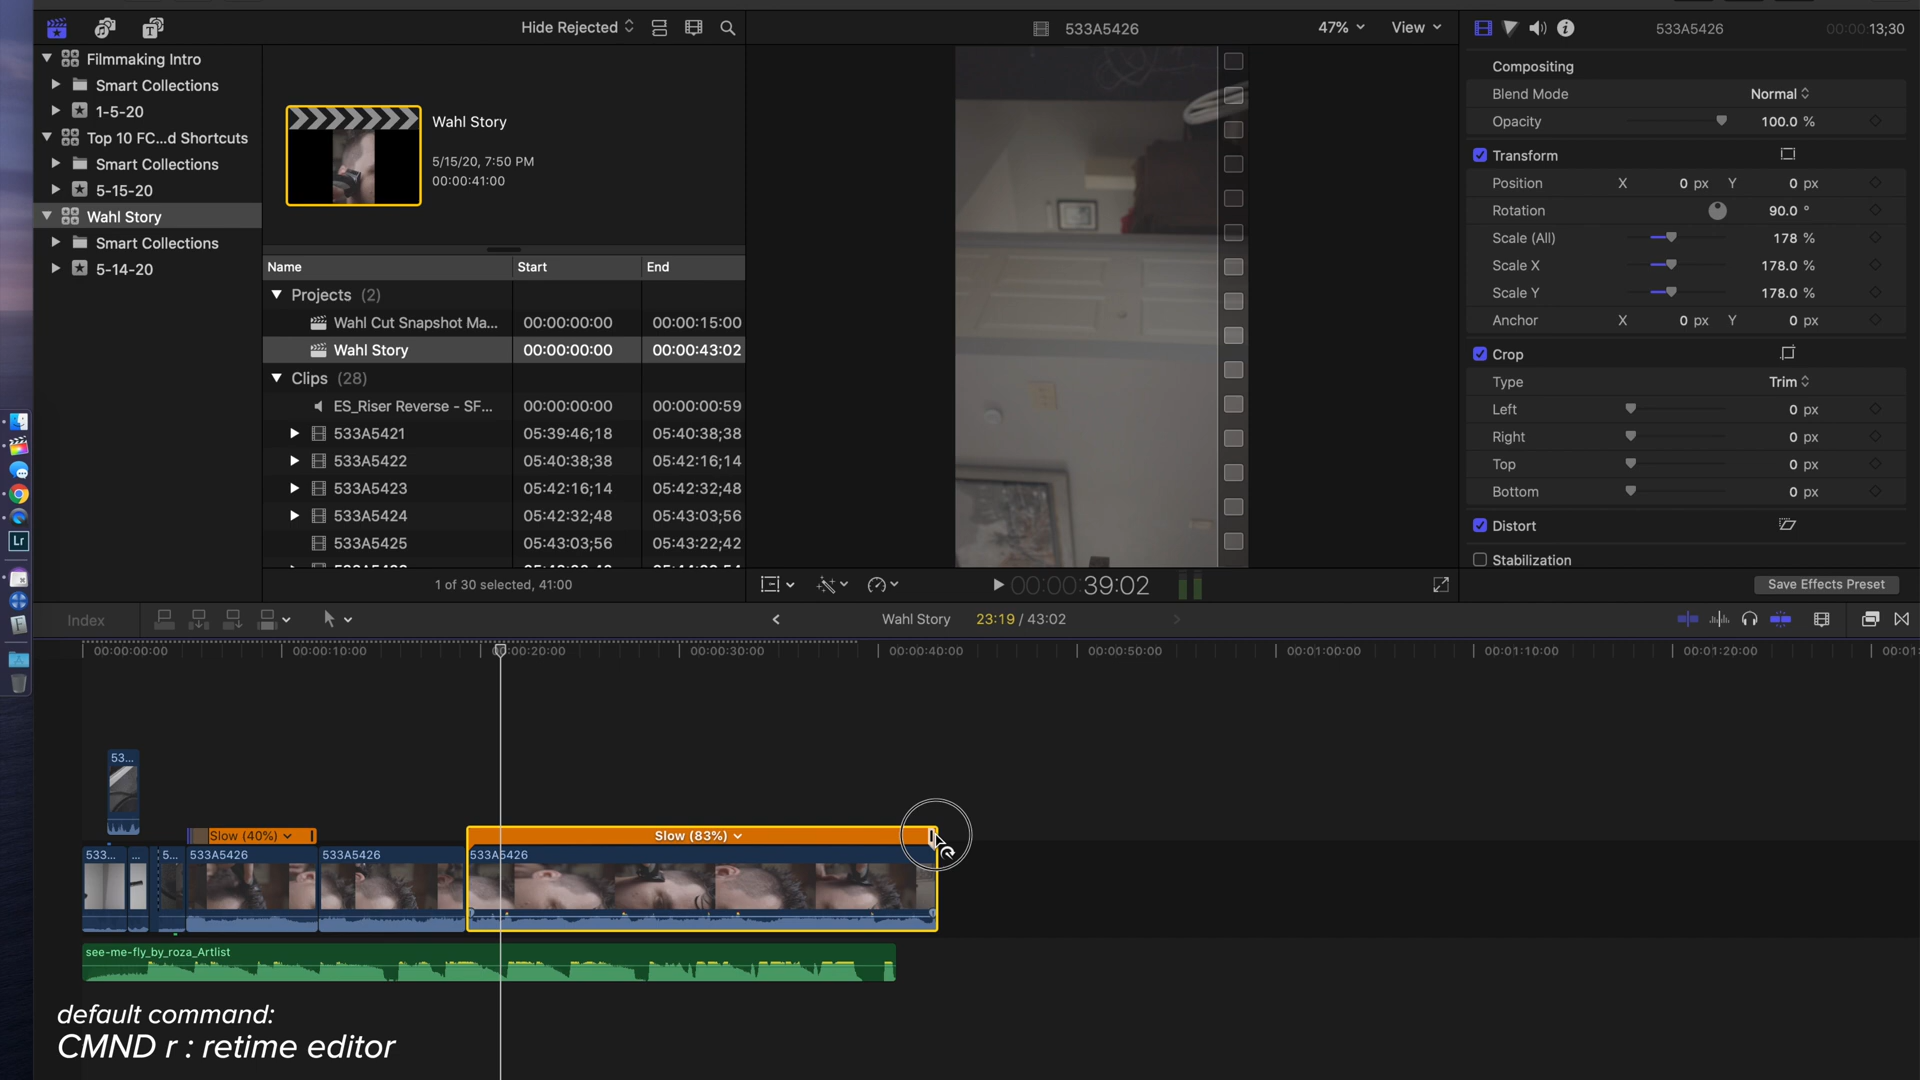 Hide Rejected
533A5426
47%
View
533A5426
00:00:13;30
Filmmaking Intro
Smart Collections
1-5-20
Top 10 FC...d Shortcuts
Smart Collections
5-15-20
Wahl Story
Smart Collections
5-14-20
Wahl Story
5/15/20, 7:50 PM
00:00:41:00
Name Start End
Projects (2)
Wahl Cut Snapshot Ma... 00:00:00:00 00:00:15:00
Wahl Story 00:00:00:00 00:00:43:02
Clips (28)
ES_Riser Reverse - SF... 00:00:00:00 00:00:00:59
533A5421 05:39:46;18 05:40:38;38
533A5422 05:40:38;38 05:42:16;14
533A5423 05:42:16;14 05:42:32;48
533A5424 05:42:32;48 05:43:03;56
533A5425 05:43:03;56 05:43:22;42
1 of 30 selected, 41:00
00:00:39:02
Compositing
Blend Mode Normal
Opacity 100.0 %
Transform
Position X 0 px Y 0 px
Rotation 90.0 °
Scale (All) 178 %
Scale X 178.0 %
Scale Y 178.0 %
Anchor X 0 px Y 0 px
Crop
Type Trim
Left 0 px
Right 0 px
Top 0 px
Bottom 0 px
Distort
Stabilization
Save Effects Preset
Lr
Index
Wahl Story 23:19 / 43:02
00:00:00:00 00:00:10:00 00:00:20:00 00:00:30:00 00:00:40:00 00:00:50:00 00:01:00:00 00:01:10:00 00:01:20:00 00:01:
53...
Slow (40%)
Slow (83%)
533... ... 5... 533A5426 533A5426 533A5426
see-me-fly_by_roza_Artlist
default command:
CMND r : retime editor